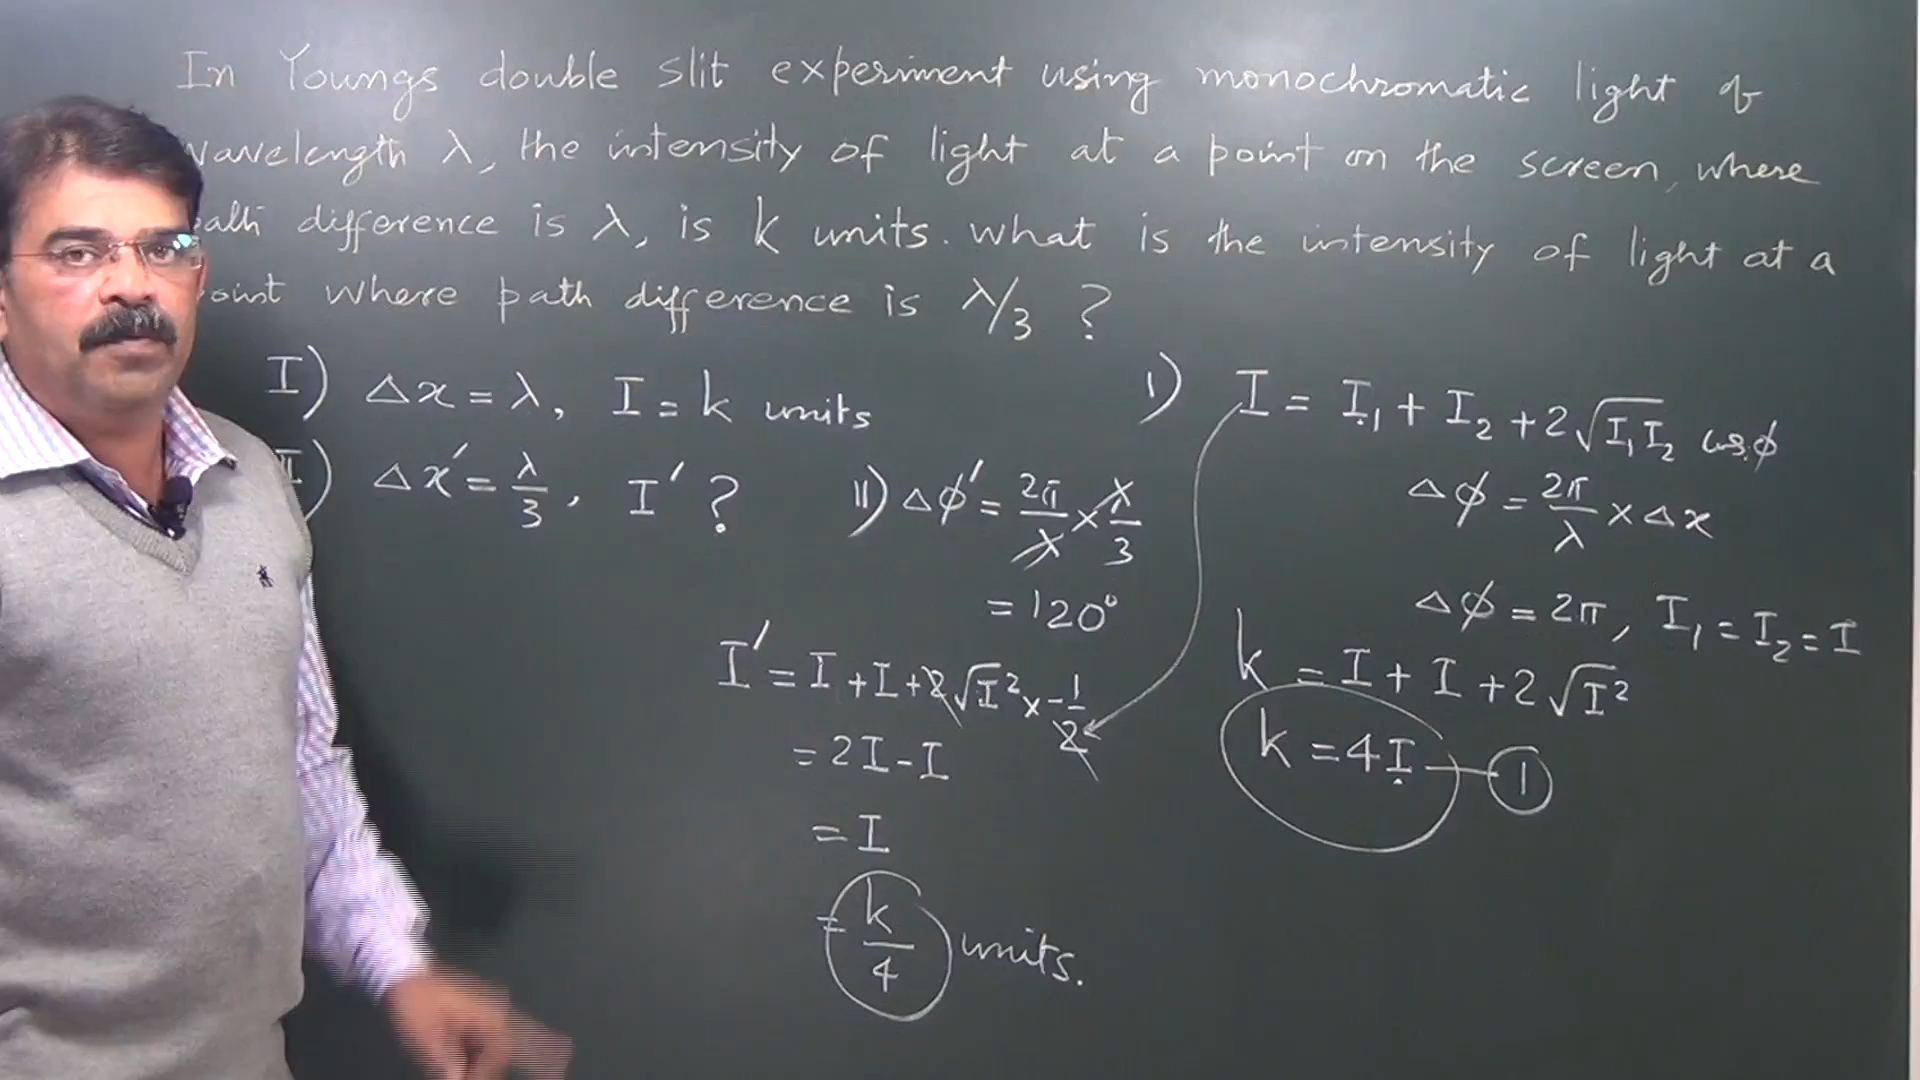 In Youngs double slit experiment using monochromatic light of
wavelength λ, the intensity of light at a point on the screen, where
path difference is λ, is k units. what is the intensity of light at a
point where path difference is λ/3 ?
I) Δx = λ, I = k units
II) Δx′ = λ/3, I′ ?
II) Δφ′ = 2π/λ × λ/3
= 120°
I′ = I + I + 2√I² × -1/2
= 2I - I
= I
= k/4 units.
1) I = I₁ + I₂ + 2√I₁I₂ cos φ
Δφ = 2π/λ × Δx
Δφ = 2π, I₁ = I₂ = I
k = I + I + 2√I²
k = 4I — 1